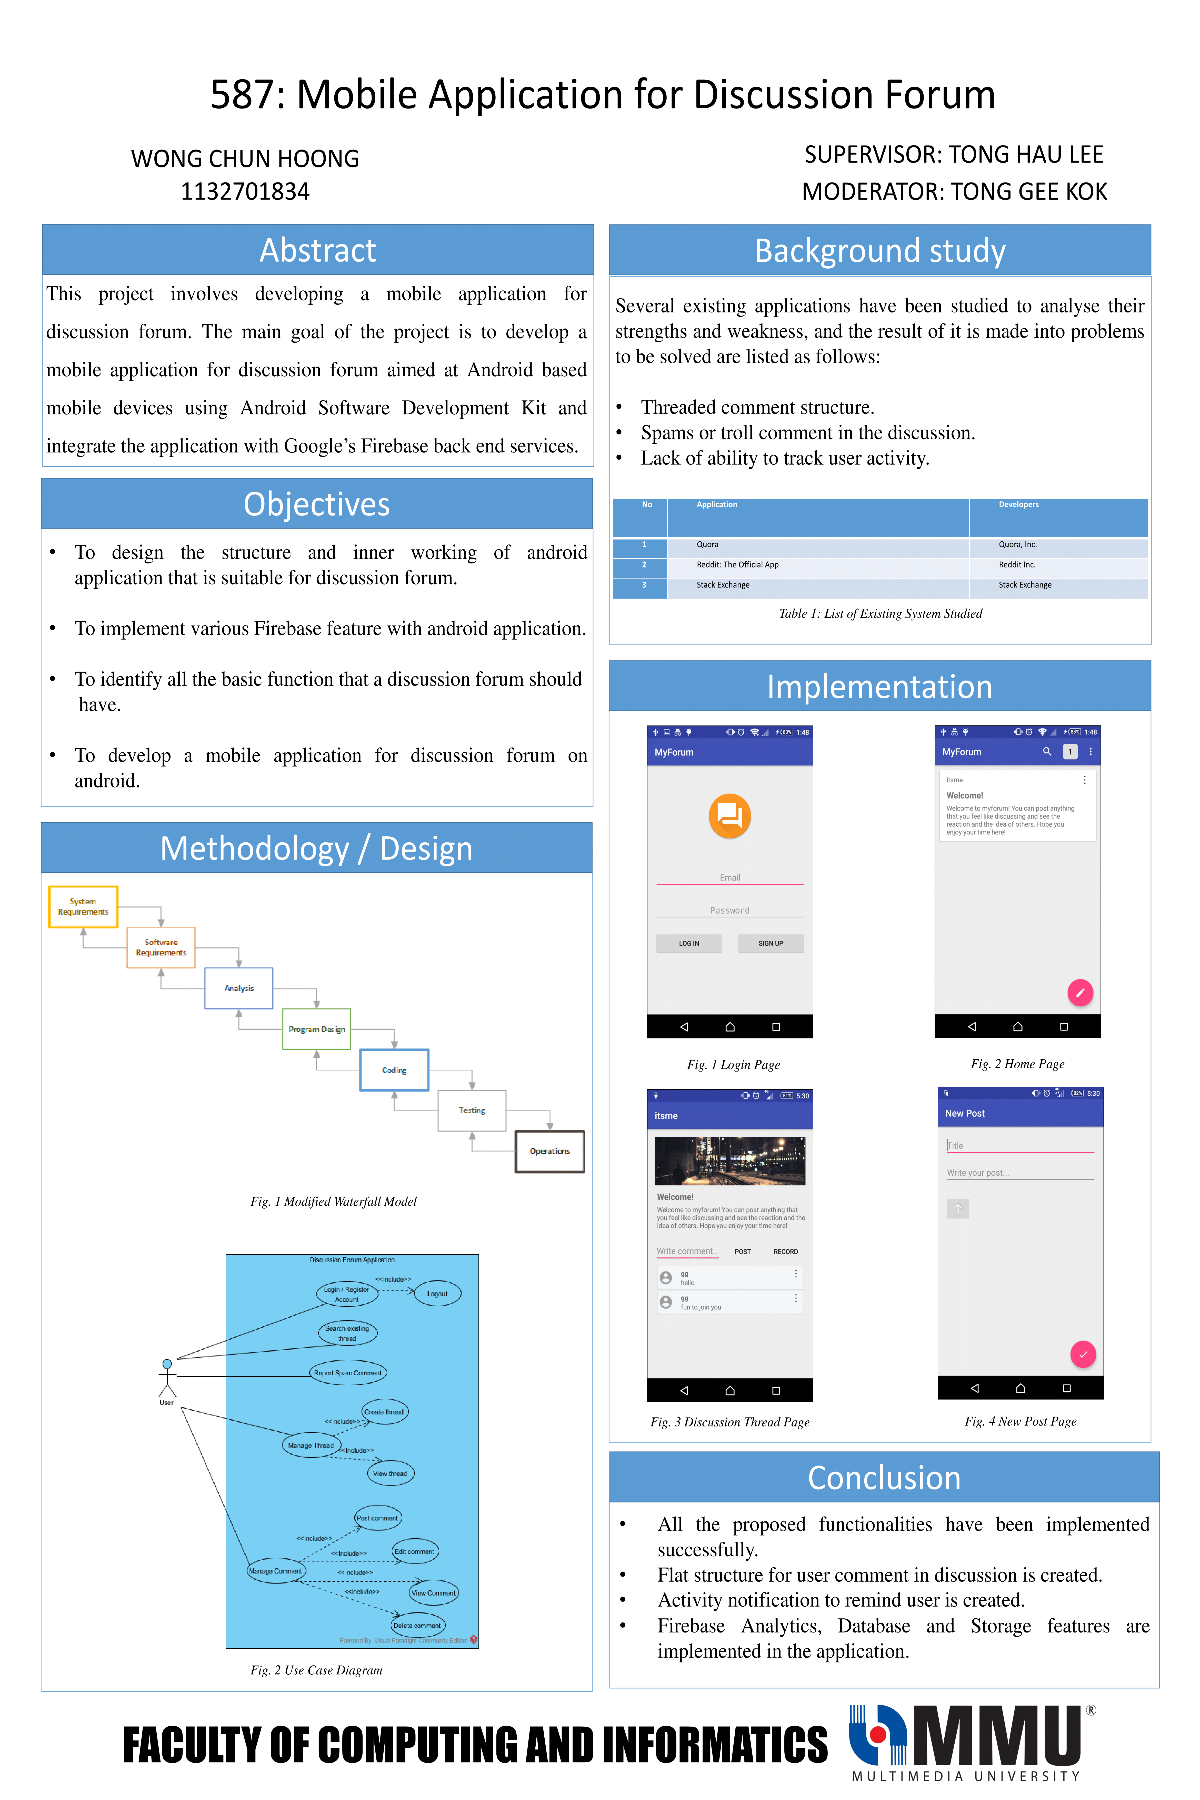 587: Mobile Application for Discussion Forum
WONG CHUN HOONG
1132701834
SUPERVISOR: TONG HAU LEE
MODERATOR: TONG GEE KOK
Abstract
This project involves developing a mobile application for
discussion forum. The main goal of the project is to develop a
mobile application for discussion forum aimed at Android based
mobile devices using Android Software Development Kit and
integrate the application with Google's Firebase back end services.
Objectives
• To design the structure and inner working of android
application that is suitable for discussion forum.
• To implement various Firebase feature with android application.
• To identify all the basic function that a discussion forum should
have.
• To develop a mobile application for discussion forum on
android.
Methodology / Design
System
Requirements
Software
Requirements
Analysis
Program Design
Coding
Testing
Operations
Fig. 1 Modified Waterfall Model
Discussion Forum Application
<<Include>>
Login / Register
Account
Logout
Search existing
thread
Report Spam Comment
User
Create thread
<<Include>>
Manage Thread
<<Include>>
View thread
Post comment
<<Include>>
Edit comment
<<Include>>
Manage Comment
<<Include>>
<<Include>>
View Comment
Delete comment
Powered By Visual Paradigm Community Edition
Fig. 2 Use Case Diagram
Background study
Several existing applications have been studied to analyse their
strengths and weakness, and the result of it is made into problems
to be solved are listed as follows:
• Threaded comment structure.
• Spams or troll comment in the discussion.
• Lack of ability to track user activity.
No Application Developers
1 Quora Quora, Inc.
2 Reddit: The Official App Reddit Inc.
3 Stack Exchange Stack Exchange
Table 1: List of Existing System Studied
Implementation
1:48
MyForum
Email
Password
LOG IN SIGN UP
Fig. 1 Login Page
1:48
MyForum 1
itsme
Welcome!
Welcome to myforum! You can post anything
that you feel like discussing and see the
reaction and the idea of others. Hope you
enjoy your time here!
Fig. 2 Home Page
5:30
itsme
Welcome!
Welcome to myforum! You can post anything that
you feel like discussing and see the reaction and the
idea of others. Hope you enjoy your time here!
Write comment.. POST RECORD
gg
hello
gg
fun to join you
Fig. 3 Discussion Thread Page
5:30
New Post
Title
Write your post...
Fig. 4 New Post Page
Conclusion
• All the proposed functionalities have been implemented
successfully.
• Flat structure for user comment in discussion is created.
• Activity notification to remind user is created.
• Firebase Analytics, Database and Storage features are
implemented in the application.
FACULTY OF COMPUTING AND INFORMATICS
MMU®
MULTIMEDIA UNIVERSITY